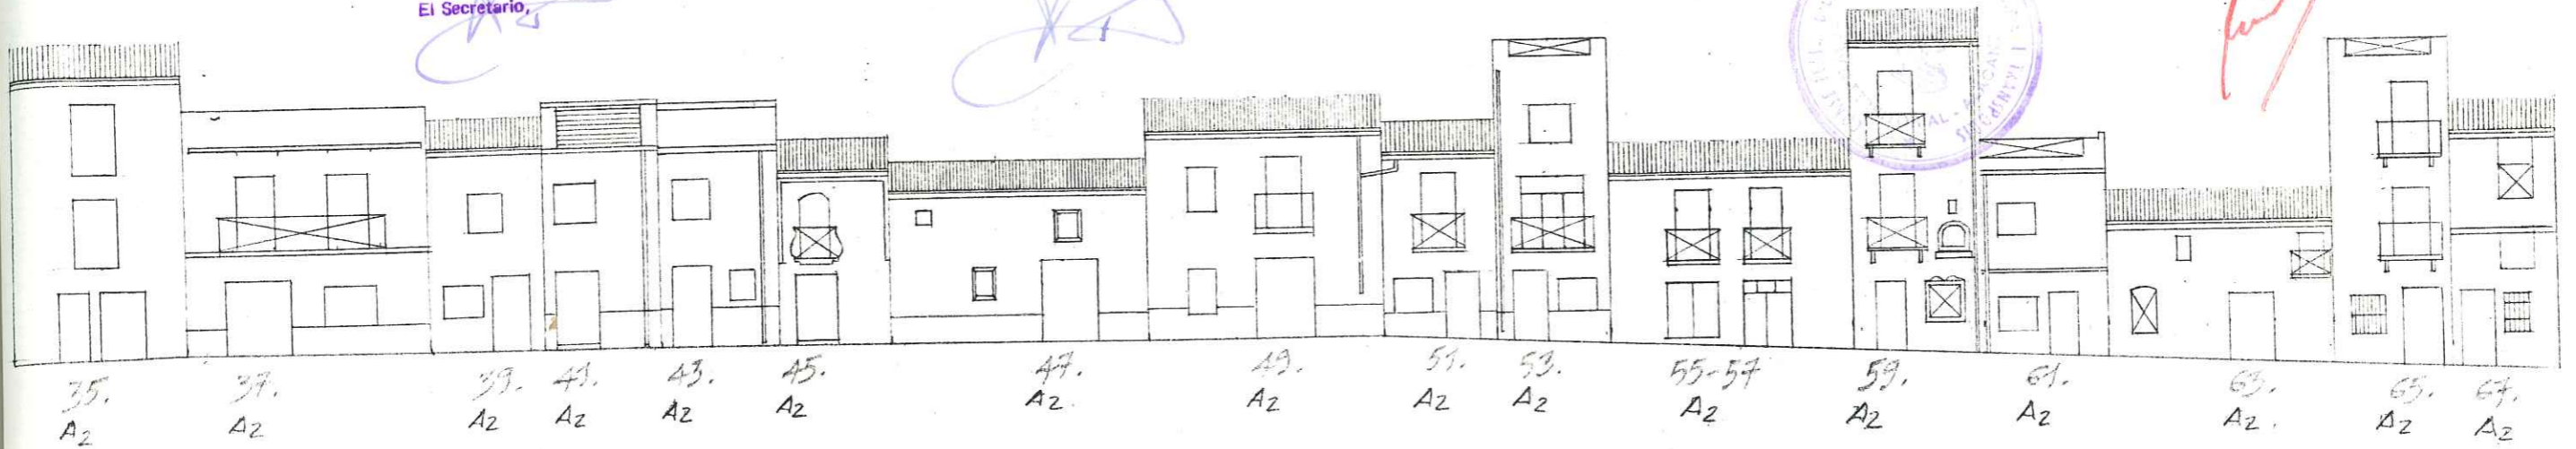 El Secretario,
35. 37. 39. 41. 43. 45. 47. 49. 51. 53. 55-57 59. 61. 63. 65. 67.
A2 A2 A2 A2 A2 A2 A2. A2 A2 A2 A2 A2 A2 A2. A2 A2